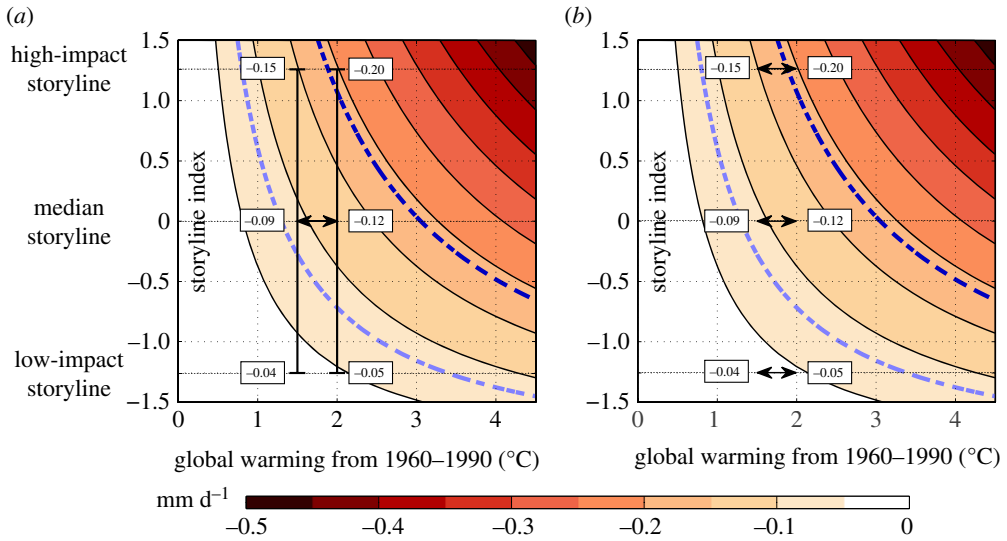 (a)
(b)
high-impact
storyline
median
storyline
low-impact
storyline
storyline index
1.5
1.0
0.5
0
–0.5
–1.0
–1.5
–0.15
–0.20
–0.09
–0.12
–0.04
–0.05
0 1 2 3 4
global warming from 1960–1990 (°C)
storyline index
1.5
1.0
0.5
0
–0.5
–1.0
–1.5
–0.15
–0.20
–0.09
–0.12
–0.04
–0.05
0 1 2 3 4
global warming from 1960–1990 (°C)
mm d–1
–0.5 –0.4 –0.3 –0.2 –0.1 0